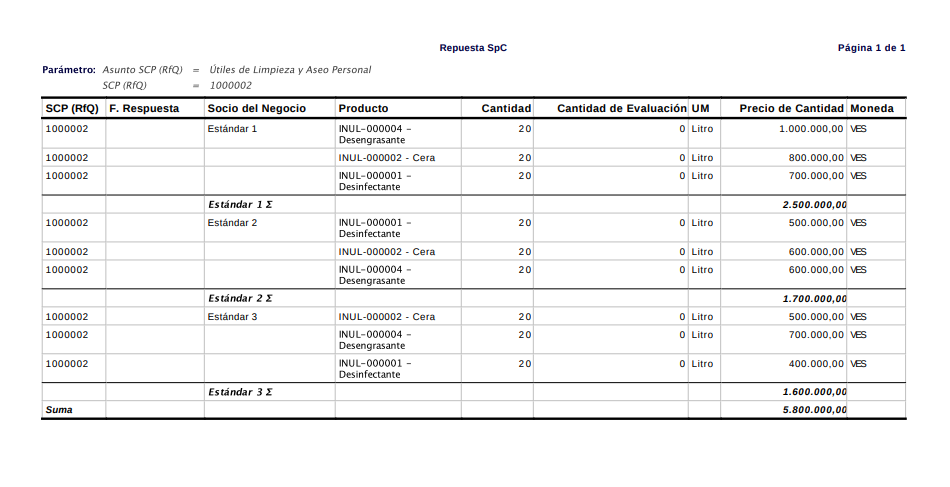 Repuesta SpC
Página 1 de 1
Parámetro: Asunto SCP (RfQ) = Útiles de Limpieza y Aseo Personal
SCP (RfQ) = 1000002
SCP (RfQ) F. Respuesta Socio del Negocio Producto Cantidad Cantidad de Evaluación UM Precio de Cantidad Moneda
1000002 Estándar 1 INUL-000004 - 20 0 Litro 1.000.000,00 VES
Desengrasante
1000002 INUL-000002 - Cera 20 0 Litro 800.000,00 VES
1000002 INUL-000001 - 20 0 Litro 700.000,00 VES
Desinfectante
Estándar 1 Σ 2.500.000,00
1000002 Estándar 2 INUL-000001 - 20 0 Litro 500.000,00 VES
Desinfectante
1000002 INUL-000002 - Cera 20 0 Litro 600.000,00 VES
1000002 INUL-000004 - 20 0 Litro 600.000,00 VES
Desengrasante
Estándar 2 Σ 1.700.000,00
1000002 Estándar 3 INUL-000002 - Cera 20 0 Litro 500.000,00 VES
1000002 INUL-000004 - 20 0 Litro 700.000,00 VES
Desengrasante
1000002 INUL-000001 - 20 0 Litro 400.000,00 VES
Desinfectante
Estándar 3 Σ 1.600.000,00
Suma 5.800.000,00